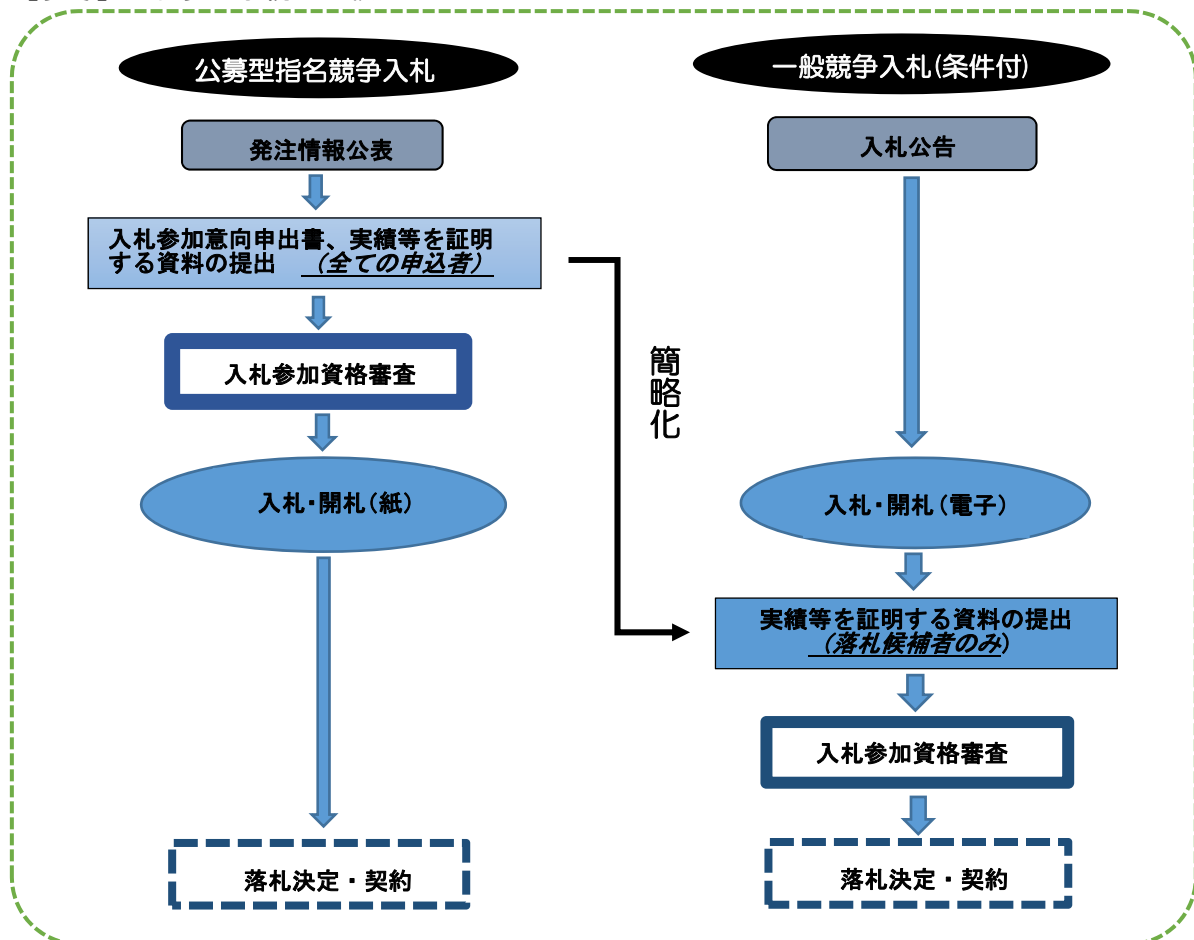 公募型指名競争入札
発注情報公表
入札参加意向申出書、実績等を証明
する資料の提出 （全ての申込者）
入札参加資格審査
入札・開札（紙）
落札決定・契約
簡略化
一般競争入札(条件付)
入札公告
入札・開札（電子）
実績等を証明する資料の提出
（落札候補者のみ）
入札参加資格審査
落札決定・契約